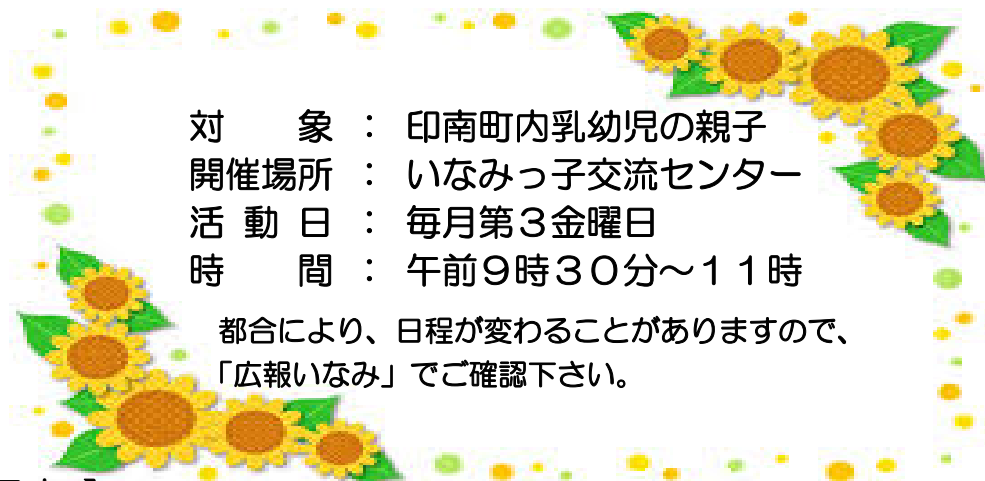 対象：印南町内乳幼児の親子
開催場所：いなみっ子交流センター
活動日：毎月第３金曜日
時間：午前９時３０分～１１時
都合により、日程が変わることがありますので、
「広報いなみ」でご確認下さい。